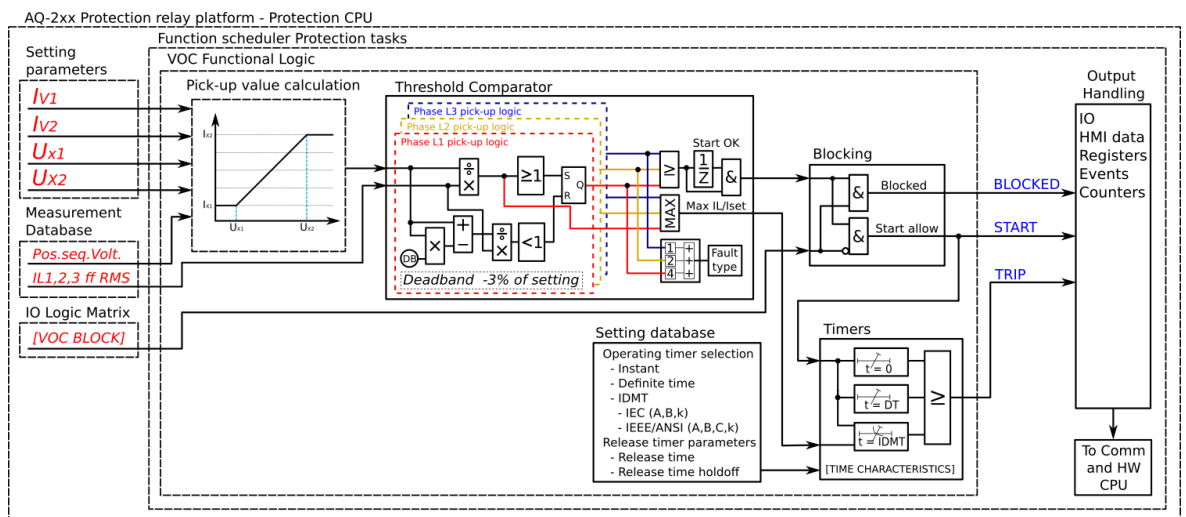 AQ-2xx Protection relay platform - Protection CPU
Function scheduler Protection tasks
VOC Functional Logic
Setting
parameters
IV1
IV2
Ux1
Ux2
Measurement
Database
Pos.seq.Volt.
IL1,2,3 ff RMS
IO Logic Matrix
[VOC BLOCK]
Pick-up value calculation
Ix2
Ix1
Ux1
Ux2
Threshold Comparator
Phase L3 pick-up logic
Phase L2 pick-up logic
Phase L1 pick-up logic
÷
×
≥1
S
Q
R
+
−
÷
×
<1
DB
×
Deadband -3% of setting
≥
1
Z
Start OK
&
MAX
Max IL/Iset
1 +
2 +
4 +
Fault
type
Blocking
&
Blocked
&
Start allow
BLOCKED
START
TRIP
Output
Handling
IO
HMI data
Registers
Events
Counters
To Comm
and HW
CPU
Setting database
Operating timer selection
- Instant
- Definite time
- IDMT
- IEC (A,B,k)
- IEEE/ANSI (A,B,C,k)
Release timer parameters
- Release time
- Release time holdoff
Timers
t = 0
t = DT
t = IDMT
≥
[TIME CHARACTERISTICS]